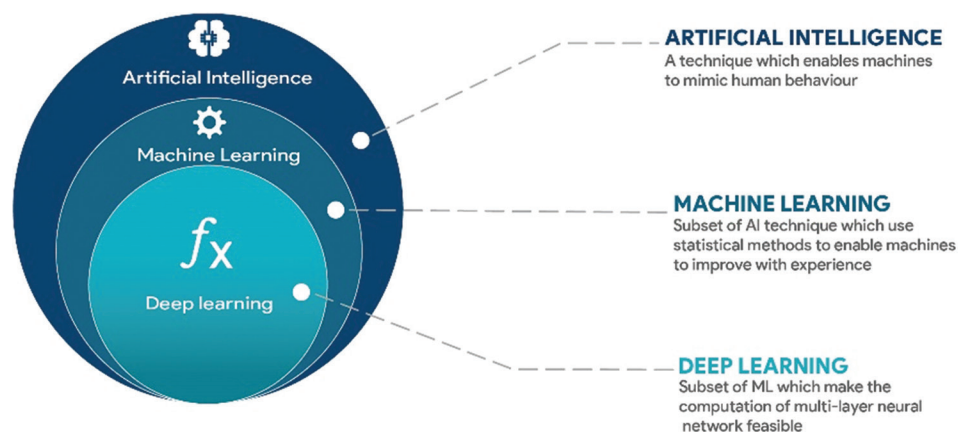 Artificial Intelligence
Machine Learning
fx
Deep learning
ARTIFICIAL INTELLIGENCE
A technique which enables machines
to mimic human behaviour
MACHINE LEARNING
Subset of AI technique which use
statistical methods to enable machines
to improve with experience
DEEP LEARNING
Subset of ML which make the
computation of multi-layer neural
network feasible